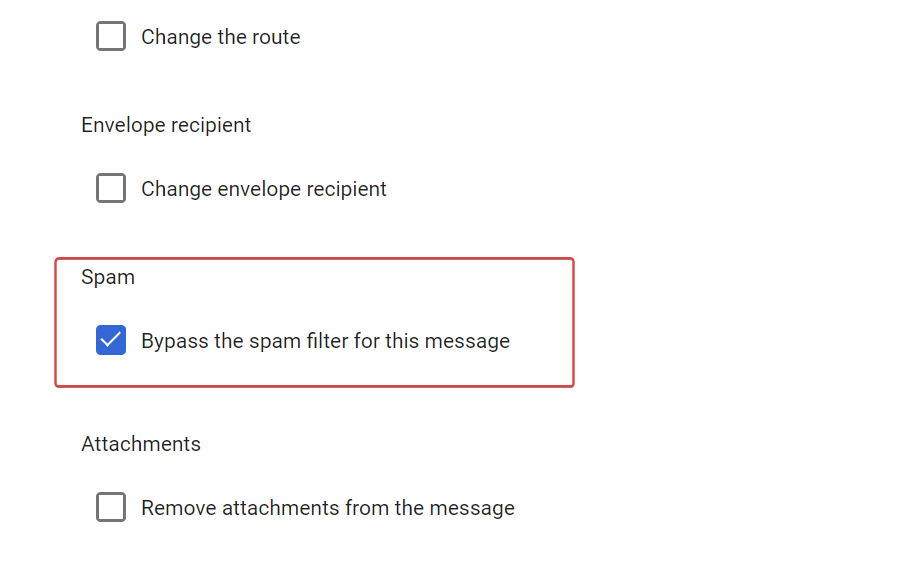 Change the route
Envelope recipient
Change envelope recipient
Spam
Bypass the spam filter for this message
Attachments
Remove attachments from the message